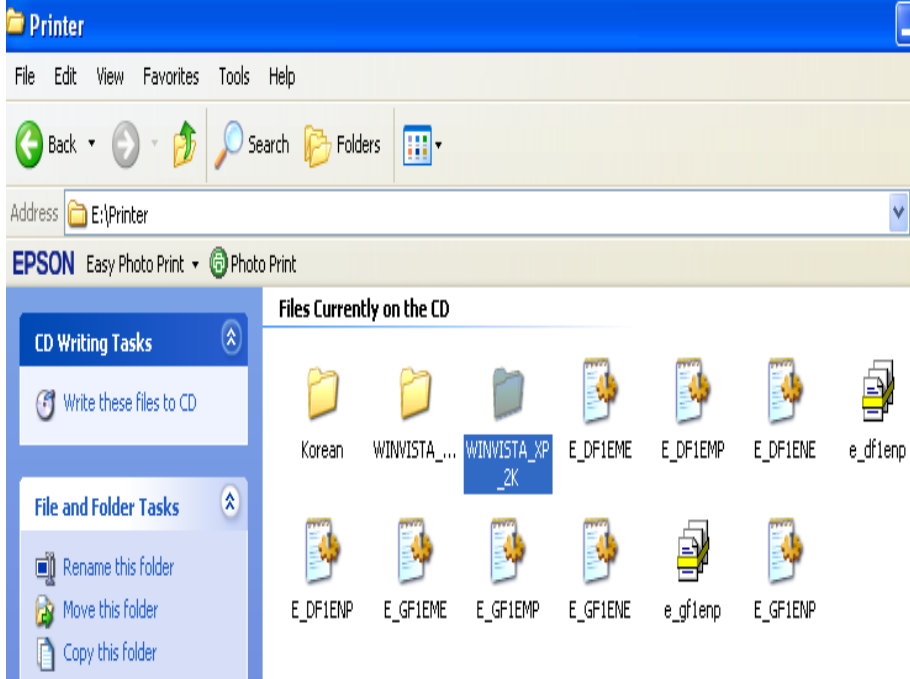 Printer
File Edit View Favorites Tools Help
Back Search Folders
Address E:\Printer
EPSON Easy Photo Print Photo Print
Files Currently on the CD
CD Writing Tasks
Write these files to CD
File and Folder Tasks
Rename this folder
Move this folder
Copy this folder
Korean WINVISTA_... WINVISTA_XP E_DF1EME E_DF1EMP E_DF1ENE e_df1enp
_2K
E_DF1ENP E_GF1EME E_GF1EMP E_GF1ENE e_gf1enp E_GF1ENP